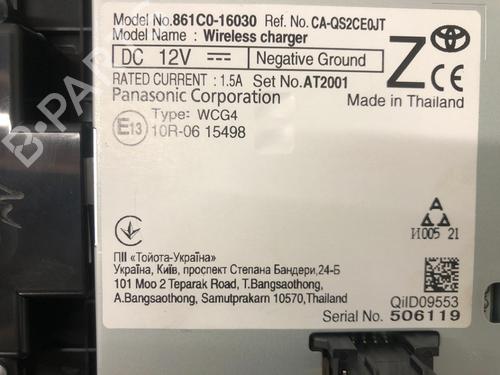 Model No.861C0-16030 Ref. No. CA-QS2CE0JT
Model Name : Wireless charger
DC 12V Negative Ground
Z CE
RATED CURRENT : 1.5A Set No.AT2001
Panasonic Corporation
Made in Thailand
E13
Type: WCG4
10R-06 15498
И005 21
ПІІ «Тойота-Україна»
Україна, Київ, проспект Степана Бандери,24-Б
101 Moo 2 Teparak Road, T.Bangsaothong,
A.Bangsaothong, Samutprakarn 10570,Thailand
QiID09553
Serial No. 506119
B-PARTS